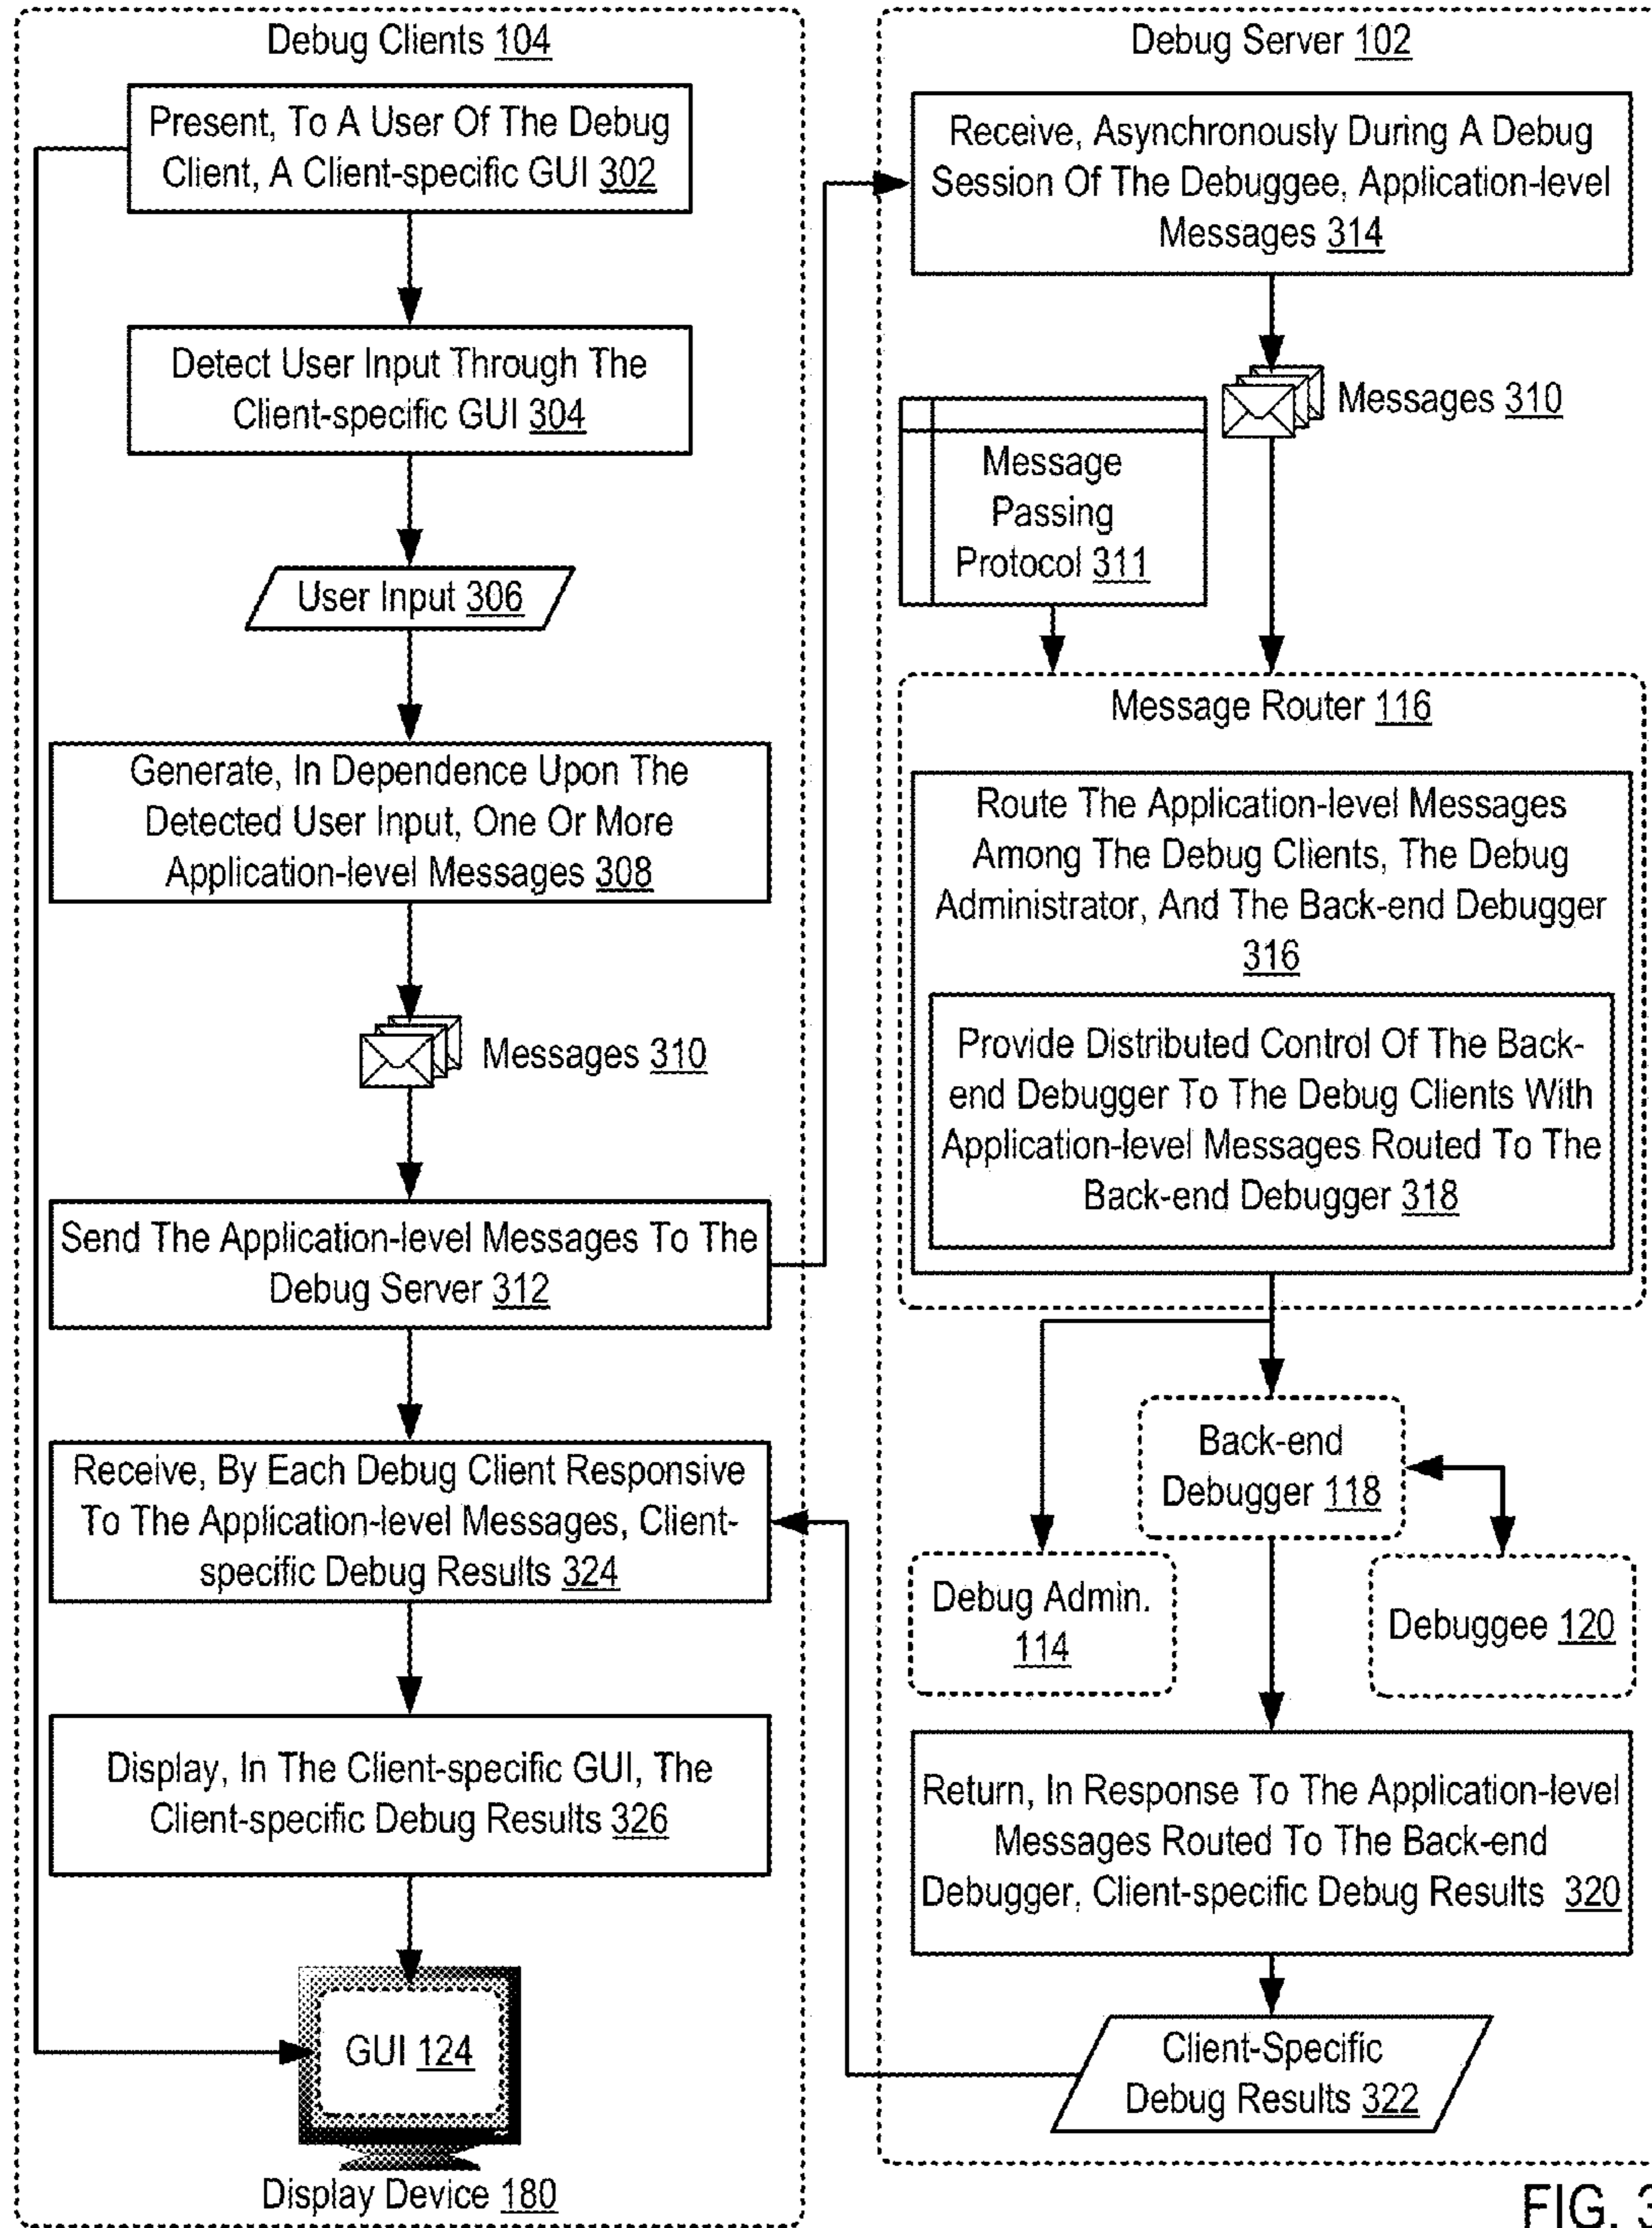 Debug Clients 104
Present, To A User Of The Debug
Client, A Client-specific GUI 302
Detect User Input Through The
Client-specific GUI 304
User Input 306
Generate, In Dependence Upon The
Detected User Input, One Or More
Application-level Messages 308
Messages 310
Send The Application-level Messages To The
Debug Server 312
Receive, By Each Debug Client Responsive
To The Application-level Messages, Client-
specific Debug Results 324
Display, In The Client-specific GUI, The
Client-specific Debug Results 326
GUI 124
Display Device 180
Debug Server 102
Receive, Asynchronously During A Debug
Session Of The Debuggee, Application-level
Messages 314
Messages 310
Message
Passing
Protocol 311
Message Router 116
Route The Application-level Messages
Among The Debug Clients, The Debug
Administrator, And The Back-end Debugger
316
Provide Distributed Control Of The Back-
end Debugger To The Debug Clients With
Application-level Messages Routed To The
Back-end Debugger 318
Back-end
Debugger 118
Debug Admin.
114
Debuggee 120
Return, In Response To The Application-level
Messages Routed To The Back-end
Debugger, Client-specific Debug Results 320
Client-Specific
Debug Results 322
FIG. 3